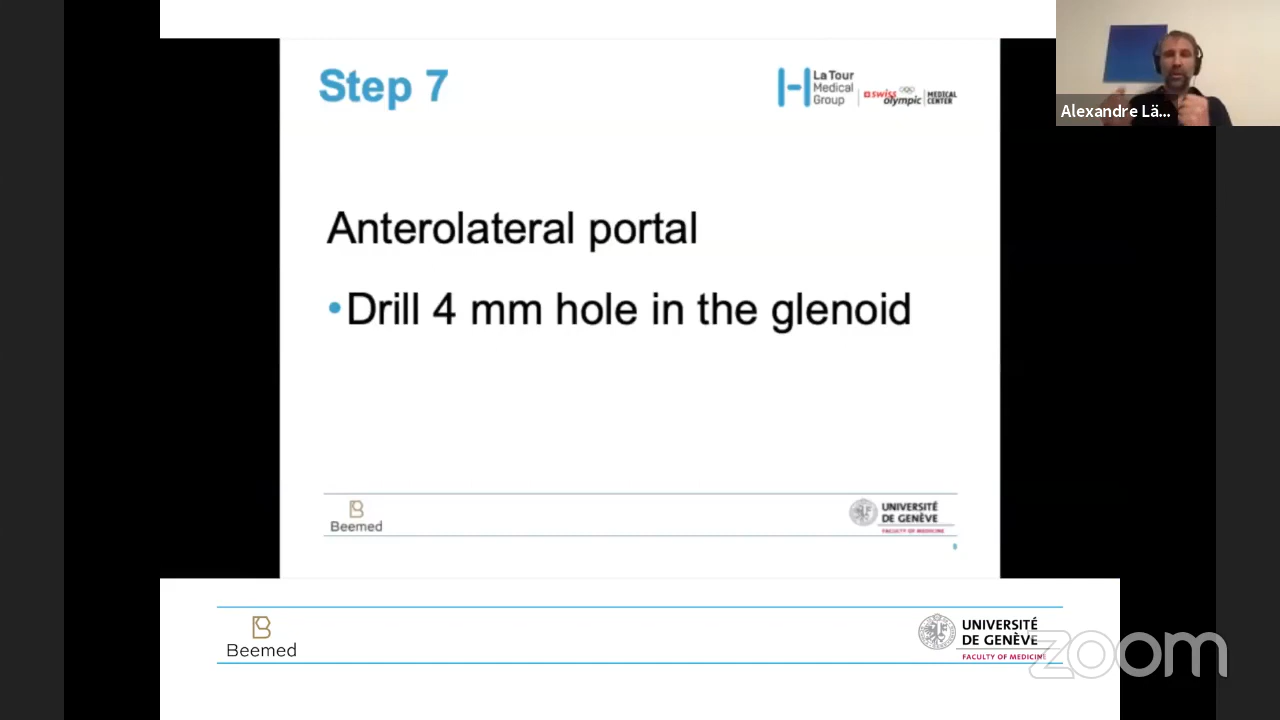 Step 7
La Tour
Medical
Group
swiss
olympic
MEDICAL
CENTER
Alexandre Lä...
Anterolateral portal
•Drill 4 mm hole in the glenoid
Beemed
UNIVERSITÉ
DE GENÈVE
FACULTY OF MEDICINE
Beemed
UNIVERSITÉ
DE GENÈVE
FACULTY OF MEDICINE
zoom